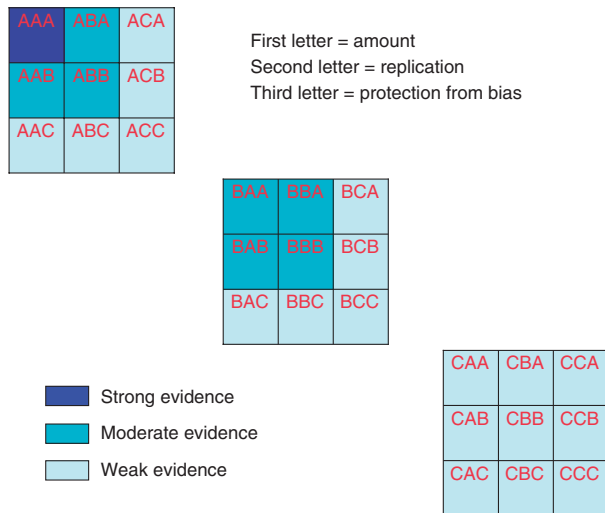 AAA ABA ACA
AAB ABB ACB
AAC ABC ACC
First letter = amount
Second letter = replication
Third letter = protection from bias
BAA BBA BCA
BAB BBB BCB
BAC BBC BCC
Strong evidence
Moderate evidence
Weak evidence
CAA CBA CCA
CAB CBB CCB
CAC CBC CCC